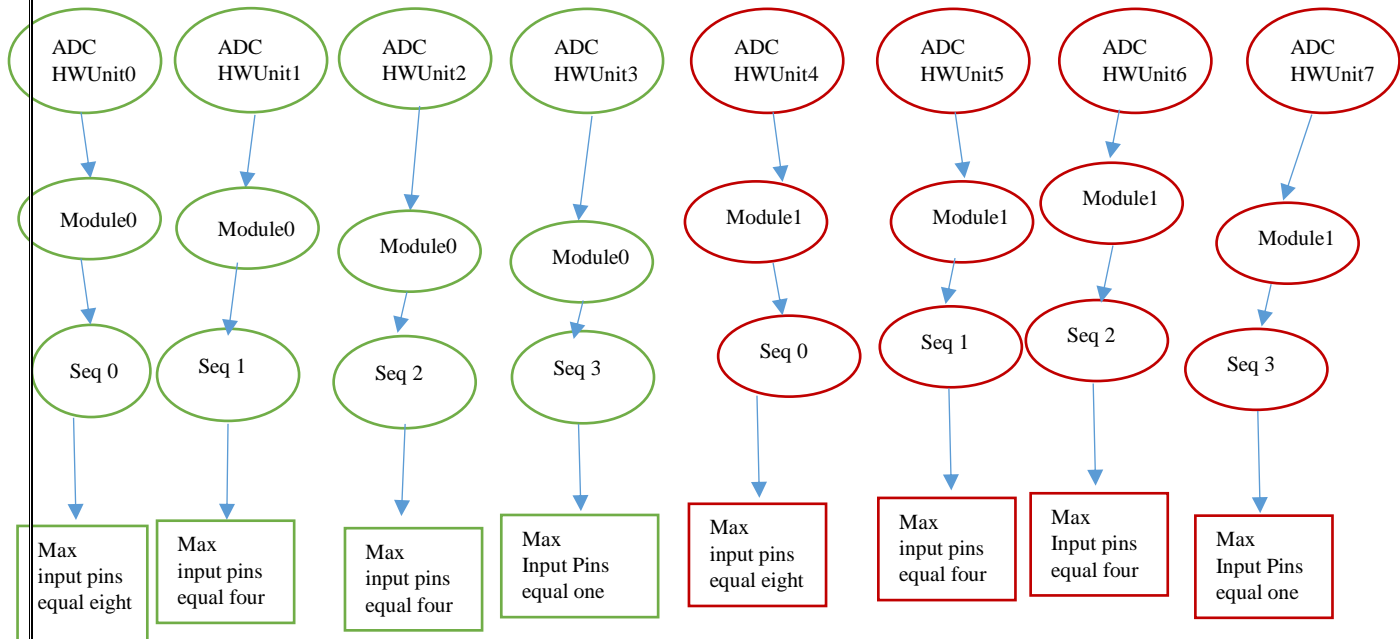 ADC
HWUnit0
ADC
HWUnit1
ADC
HWUnit2
ADC
HWUnit3
ADC
HWUnit4
ADC
HWUnit5
ADC
HWUnit6
ADC
HWUnit7
Module0
Module0
Module0
Module0
Module1
Module1
Module1
Module1
Seq 0
Seq 1
Seq 2
Seq 3
Seq 0
Seq 1
Seq 2
Seq 3
Max
input pins
equal eight
Max
input pins
equal four
Max
input pins
equal four
Max
Input Pins
equal one
Max
input pins
equal eight
Max
input pins
equal four
Max
Input pins
equal four
Max
Input Pins
equal one